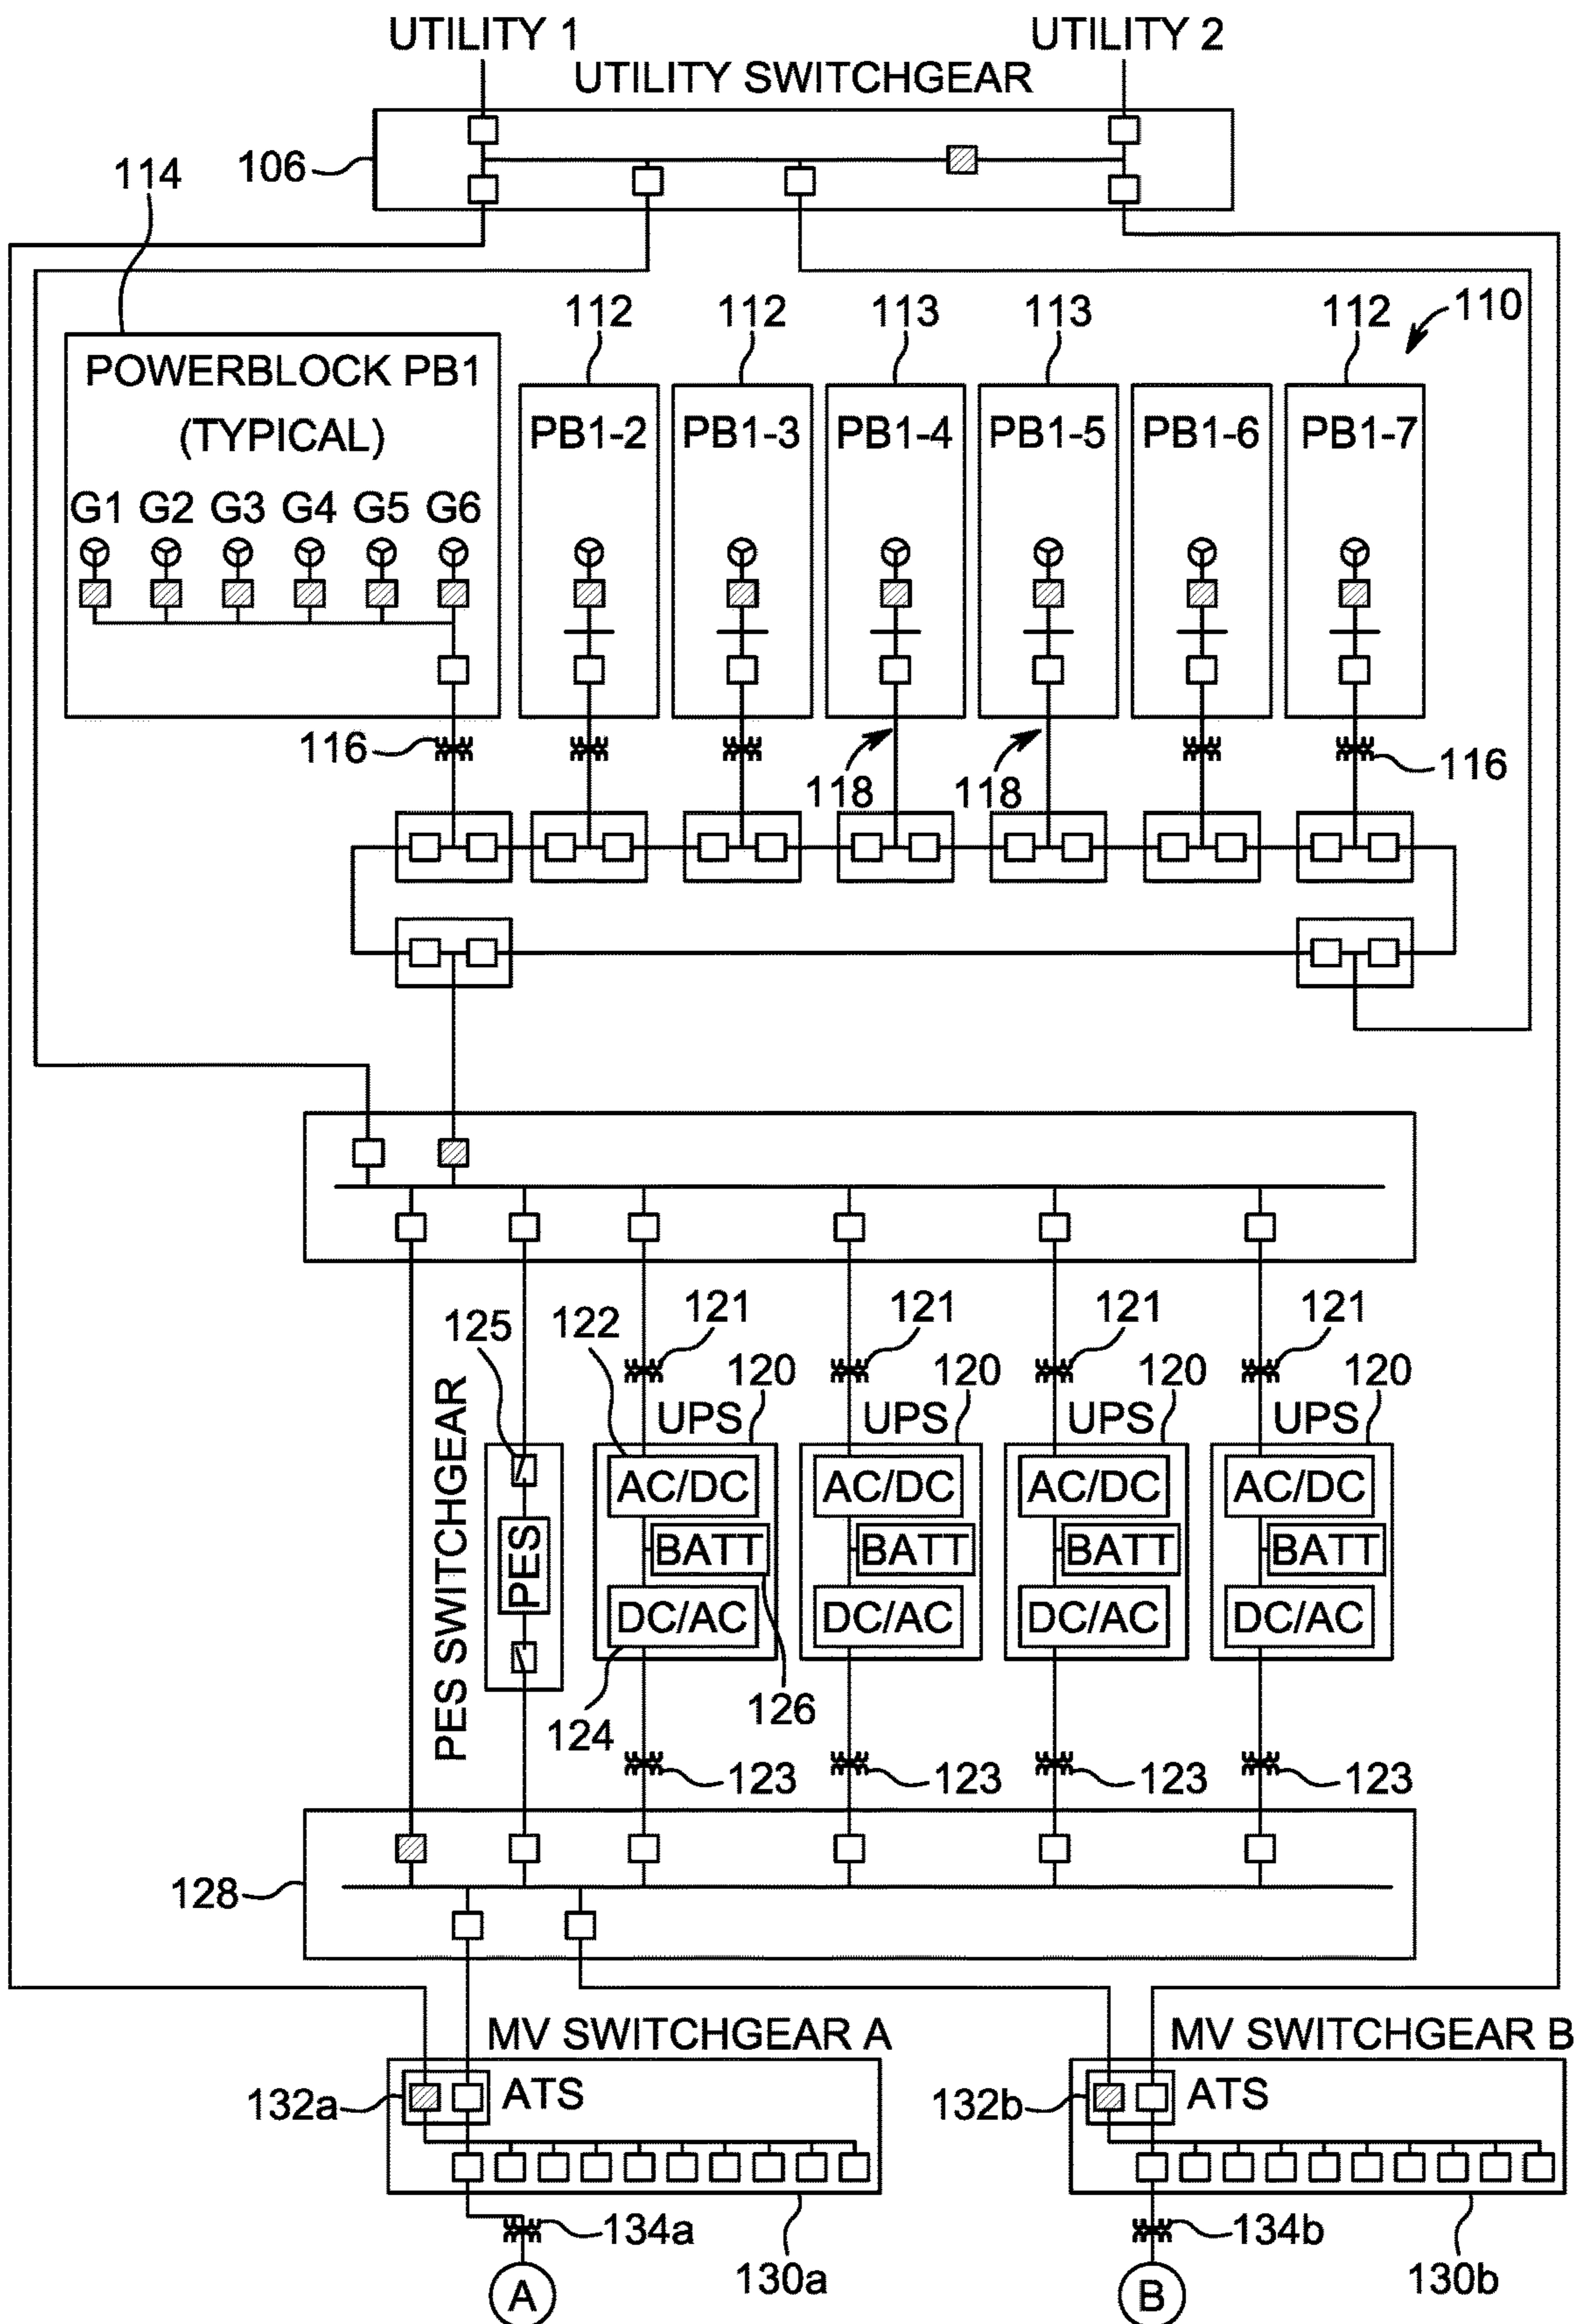 UTILITY 1
UTILITY 2
UTILITY SWITCHGEAR
106
114
112
112
113
113
112
110
POWERBLOCK PB1
(TYPICAL)
PB1-2
PB1-3
PB1-4
PB1-5
PB1-6
PB1-7
G1
G2
G3
G4
G5
G6
116
118
118
116
125
122
121
121
121
121
120
120
120
120
PES SWITCHGEAR
UPS
UPS
UPS
UPS
PES
AC/DC
AC/DC
AC/DC
AC/DC
BATT
BATT
BATT
BATT
DC/AC
DC/AC
DC/AC
DC/AC
124
126
123
123
123
123
128
MV SWITCHGEAR A
MV SWITCHGEAR B
132a
ATS
132b
ATS
134a
134b
130a
130b
A
B